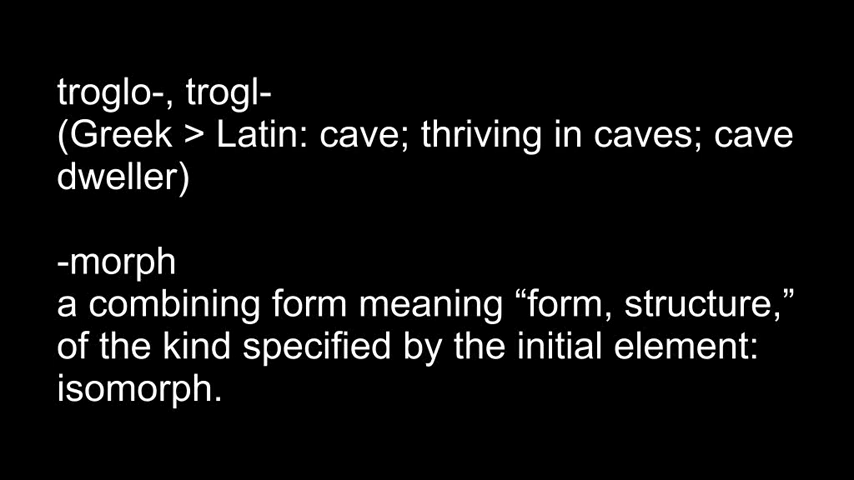 troglo-, trogl-
(Greek > Latin: cave; thriving in caves; cave
dweller)
-morph
a combining form meaning “form, structure,”
of the kind specified by the initial element:
isomorph.